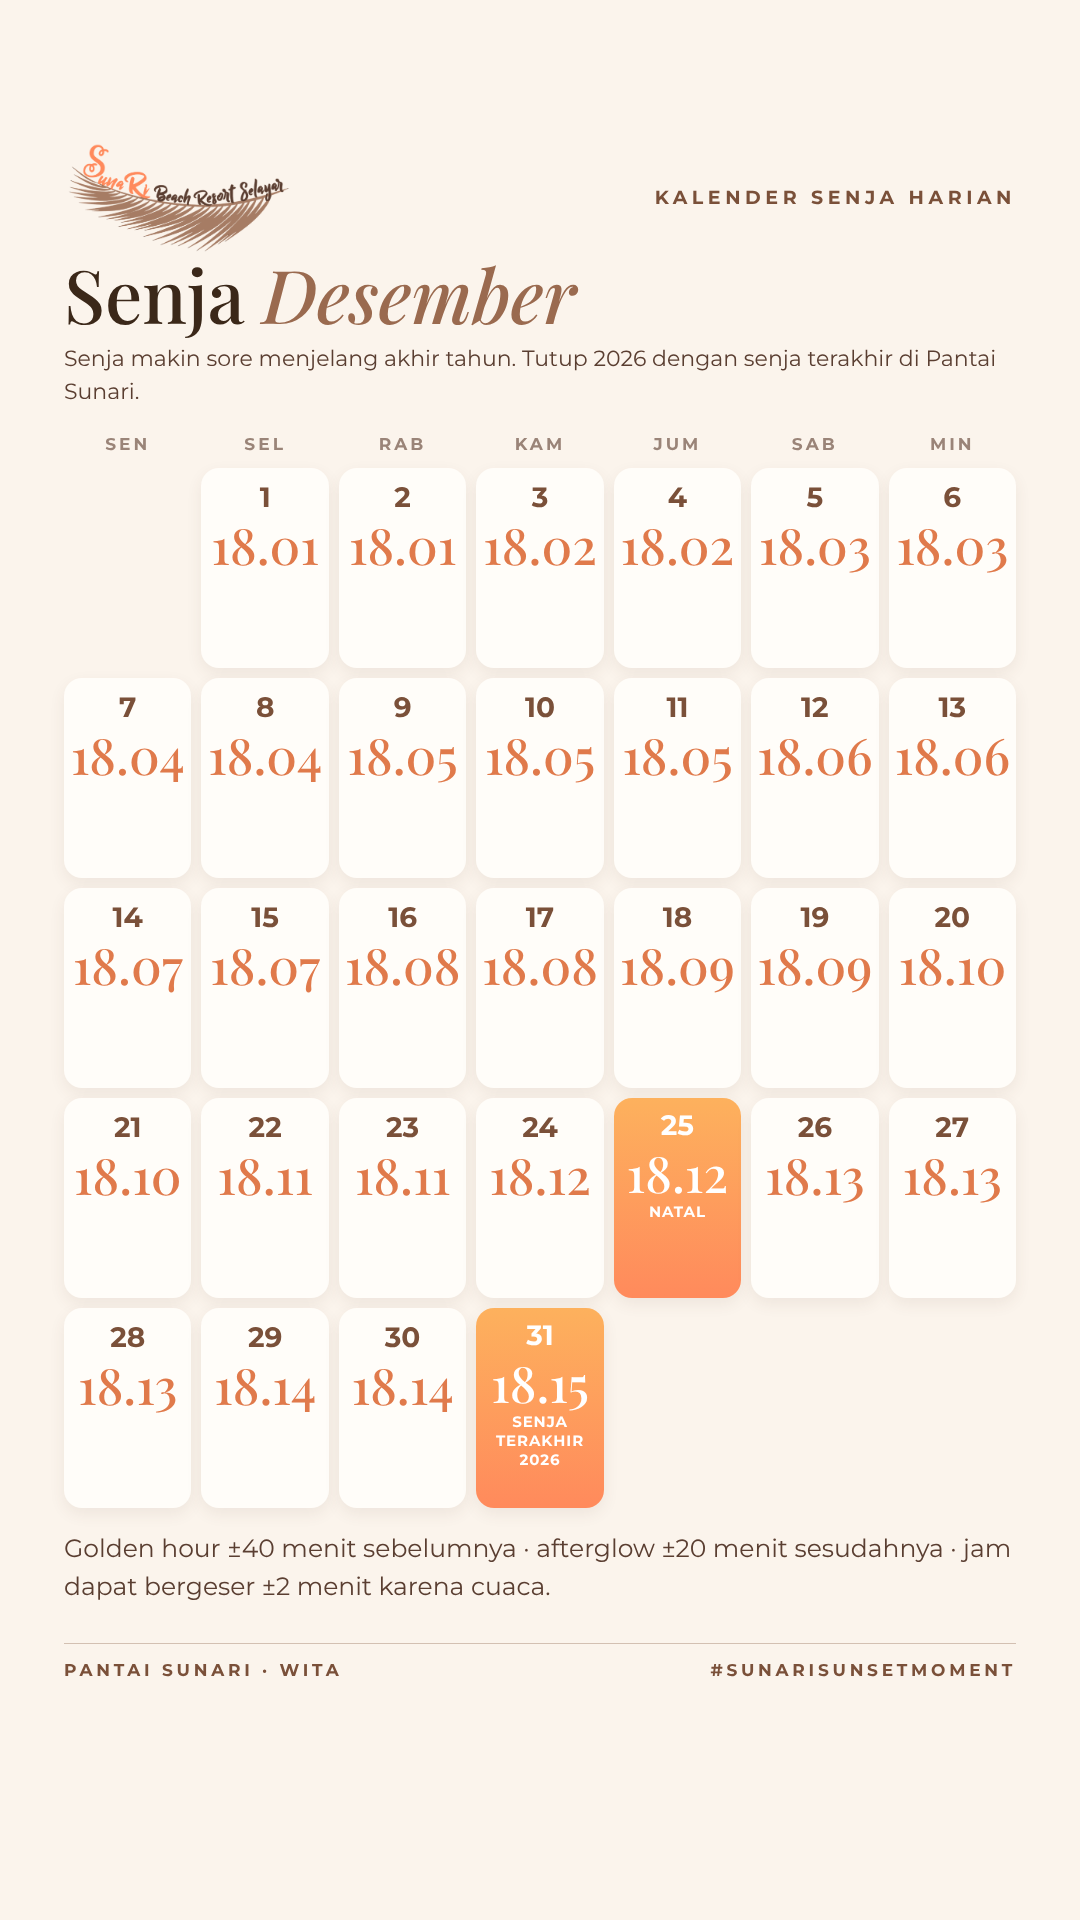 SunaRi Beach Resort Selayar
KALENDER SENJA HARIAN
Senja Desember
Senja makin sore menjelang akhir tahun. Tutup 2026 dengan senja terakhir di Pantai
Sunari.
SEN SEL RAB KAM JUM SAB MIN
1 2 3 4 5 6
18.01 18.01 18.02 18.02 18.03 18.03
7 8 9 10 11 12 13
18.04 18.04 18.05 18.05 18.05 18.06 18.06
14 15 16 17 18 19 20
18.07 18.07 18.08 18.08 18.09 18.09 18.10
21 22 23 24 25 26 27
18.10 18.11 18.11 18.12 18.12 18.13 18.13
NATAL
28 29 30 31
18.13 18.14 18.14 18.15
SENJA
TERAKHIR
2026
Golden hour ±40 menit sebelumnya · afterglow ±20 menit sesudahnya · jam
dapat bergeser ±2 menit karena cuaca.
PANTAI SUNARI · WITA
#SUNARISUNSETMOMENT